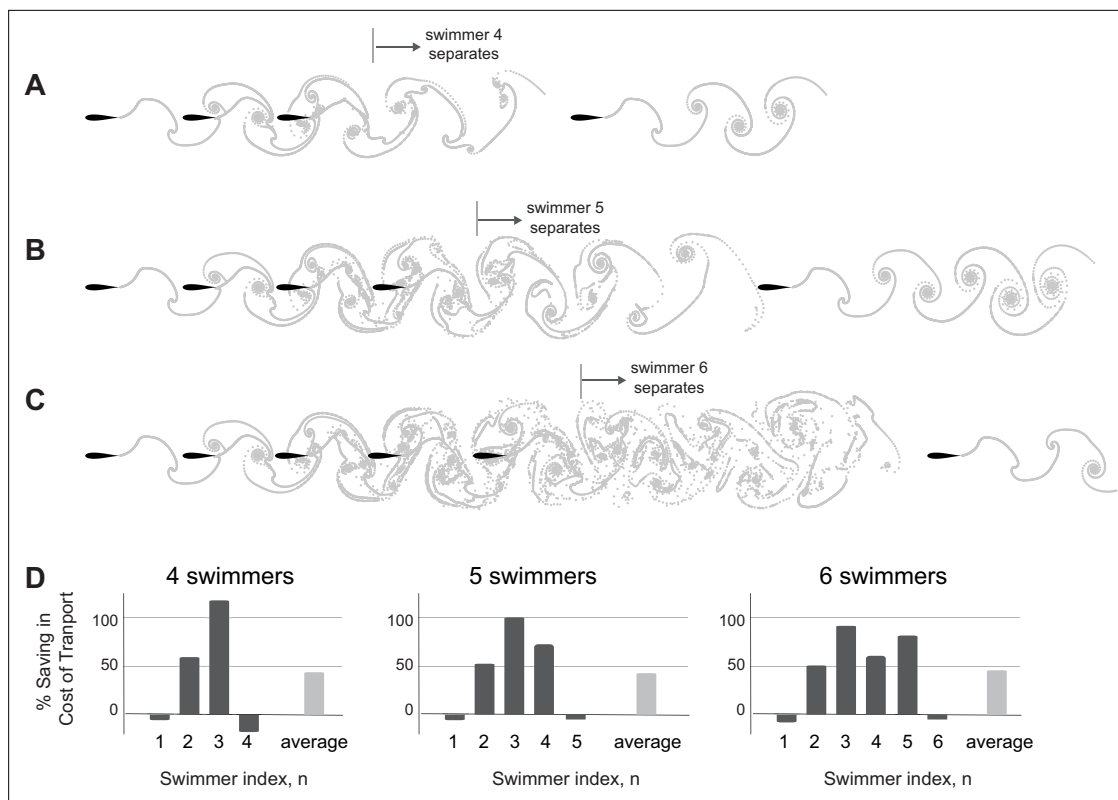 swimmer 4
separates
A
swimmer 5
separates
B
swimmer 6
separates
C
D
4 swimmers
5 swimmers
6 swimmers
% Saving in
Cost of Tranport
100
50
0
1 2 3 4 average
Swimmer index, n
100
50
0
1 2 3 4 5 average
Swimmer index, n
100
50
0
1 2 3 4 5 6 average
Swimmer index, n